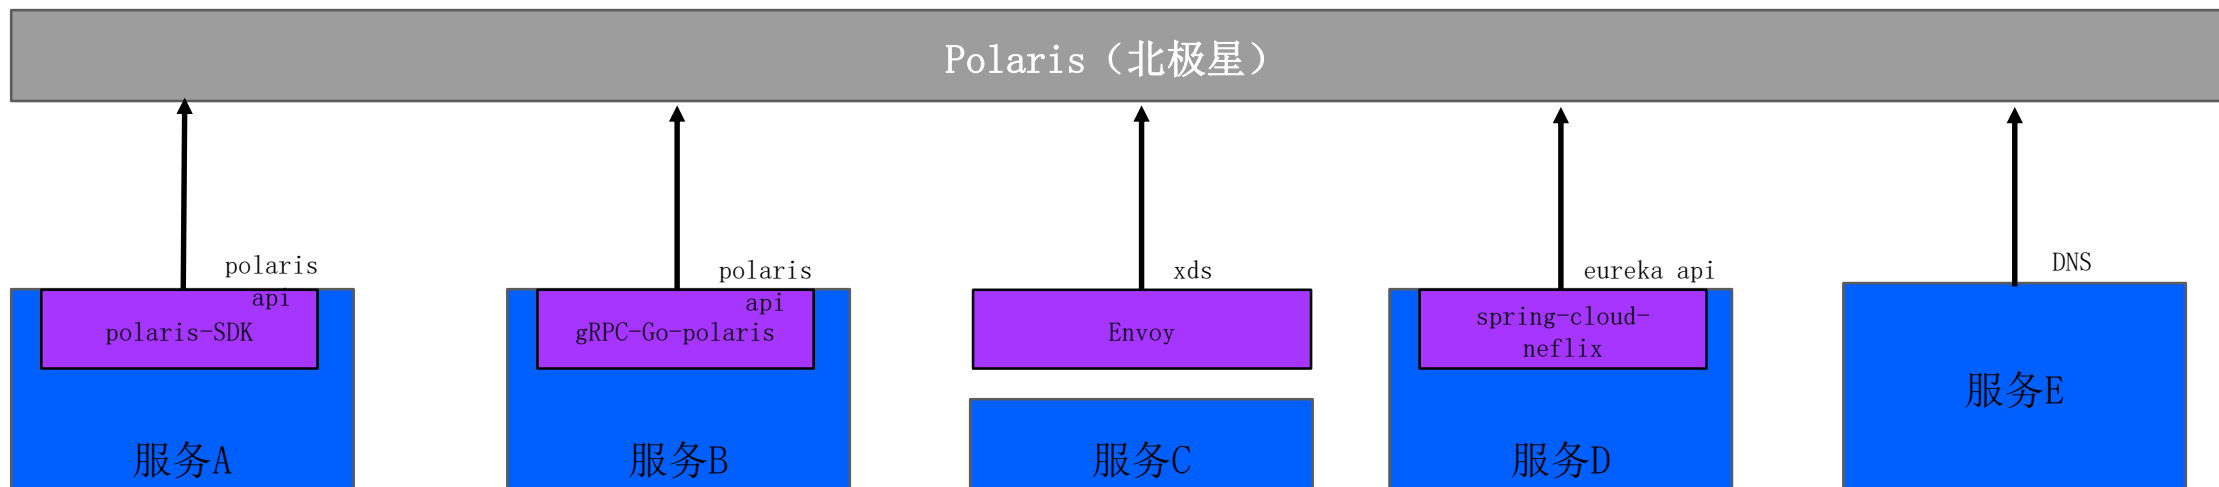 Polaris（北极星）
polaris
api
polaris-SDK
服务A
polaris
api
gRPC-Go-polaris
服务B
xds
Envoy
服务C
eureka api
spring-cloud-
neflix
服务D
DNS
服务E